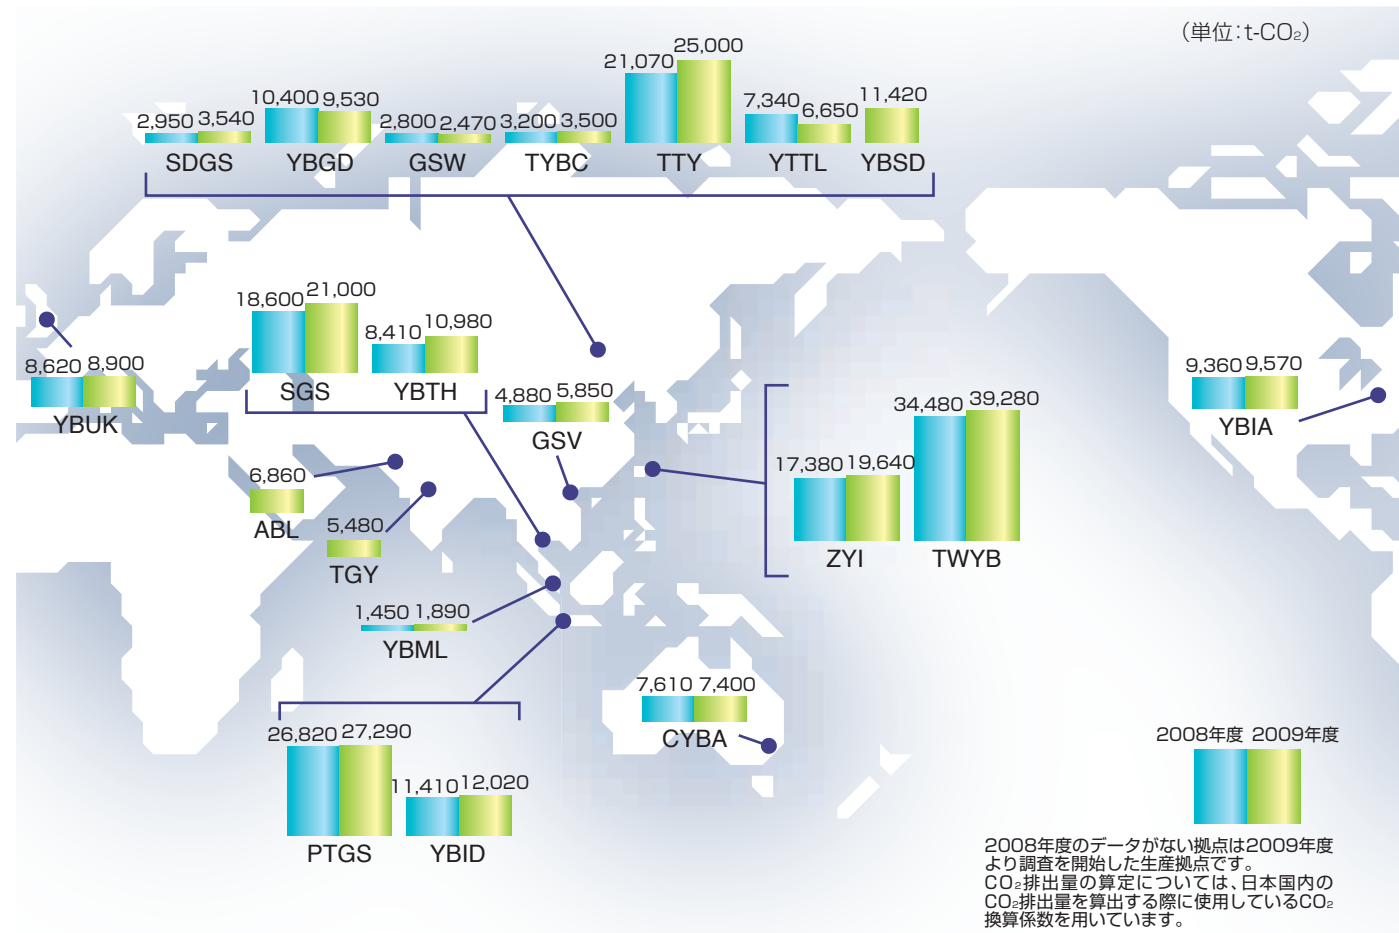 （単位：t-CO₂）
2,950 3,540
SDGS
10,400 9,530
YBGD
2,800 2,470
GSW
3,200 3,500
TYBC
21,070 25,000
TTY
7,340 6,650
YTTL
11,420
YBSD
8,620 8,900
YBUK
18,600 21,000
SGS
8,410 10,980
YBTH
4,880 5,850
GSV
9,360 9,570
YBIA
17,380 19,640
ZYI
34,480 39,280
TWYB
6,860
ABL
5,480
TGY
1,450 1,890
YBML
7,610 7,400
CYBA
26,820 27,290
PTGS
11,410 12,020
YBID
2008年度 2009年度
2008年度のデータがない拠点は2009年度
より調査を開始した生産拠点です。
CO₂排出量の算定については、日本国内の
CO₂排出量を算出する際に使用しているCO₂
換算係数を用いています。